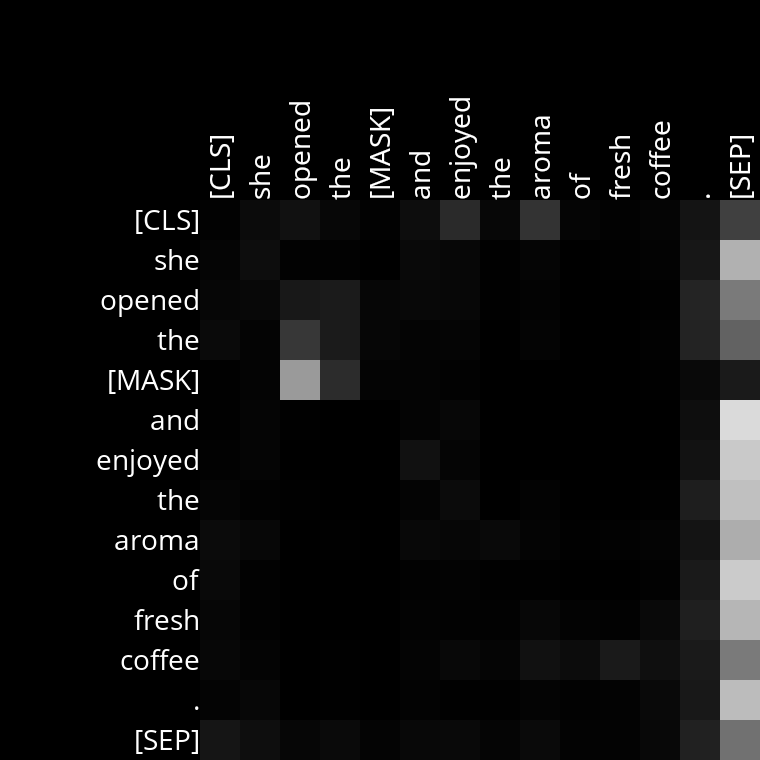 [CLS] she opened the [MASK] and enjoyed the aroma of fresh coffee . [SEP]
[CLS]
she
opened
the
[MASK]
and
enjoyed
the
aroma
of
fresh
coffee
.
[SEP]